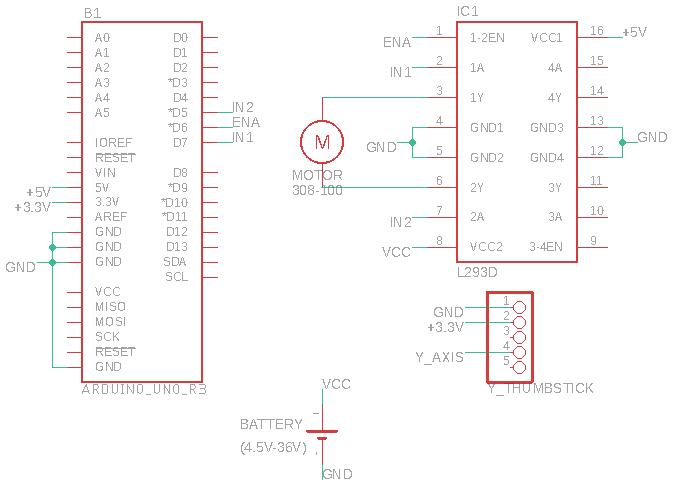 B1
A0
A1
A2
A3
A4
A5
IOREF
RESET
VIN
5V
3.3V
AREF
GND
GND
GND
VCC
MISO
MOSI
SCK
RESET
GND
+5V
+3.3V
GND
D0
D1
D2
*D3
D4
*D5
*D6
D7
D8
*D9
*D10
*D11
D12
D13
SDA
SCL
IN2
ENA
IN1
ARDUINO_UNO_R3
MOTOR
308-100
M
IC1
ENA 1 1-2EN VCC1 16 +5V
IN1 2 1A 4A 15
3 1Y 4Y 14
4 GND1 GND3 13
GND GND
5 GND2 GND4 12
6 2Y 3Y 11
IN2 7 2A 3A 10
VCC 8 VCC2 3-4EN 9
L293D
GND 1
+3.3V 2
3
Y_AXIS 4
5
Y_THUMBSTICK
VCC
BATTERY
(4.5V-36V)
GND